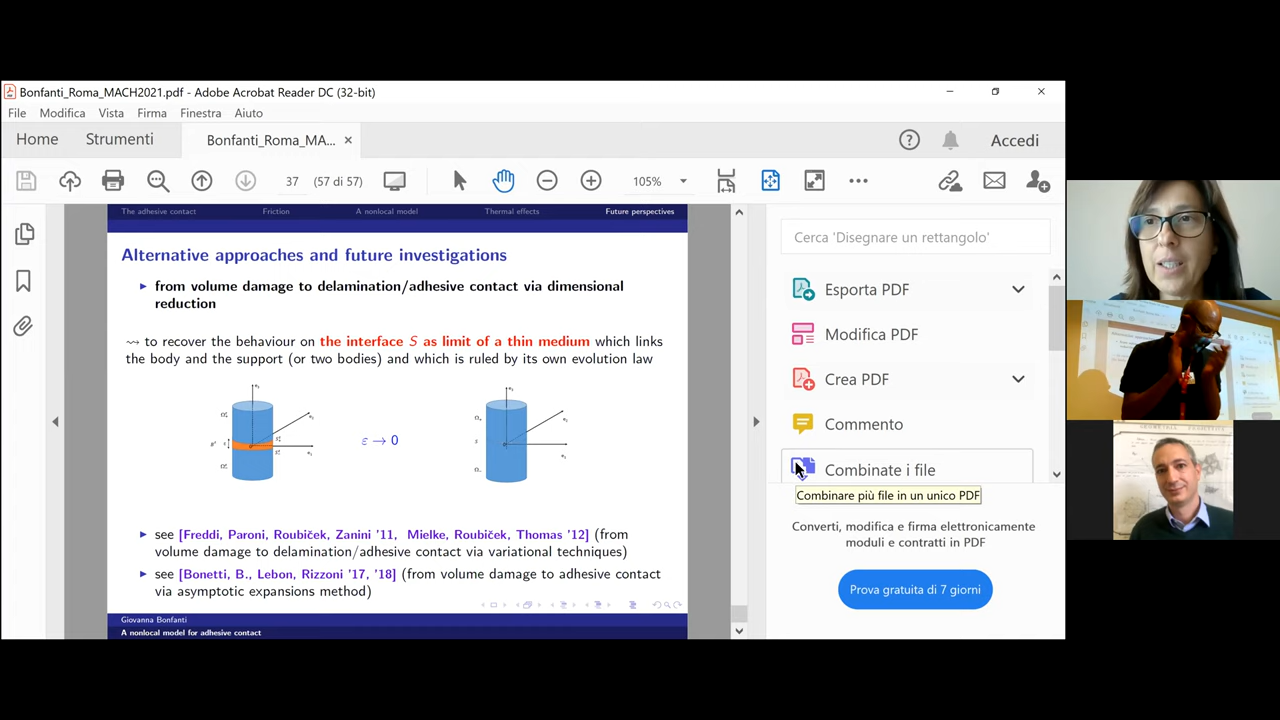 Bonfanti_Roma_MACH2021.pdf - Adobe Acrobat Reader DC (32-bit)
File Modifica Vista Firma Finestra Aiuto
Home Strumenti Bonfanti_Roma_MA... × Accedi
37 (57 di 57) 105%
The adhesive contact Friction A nonlocal model Thermal effects Future perspectives
Alternative approaches and future investigations
from volume damage to delamination/adhesive contact via dimensional
reduction
⇝ to recover the behaviour on the interface S as limit of a thin medium which links
the body and the support (or two bodies) and which is ruled by its own evolution law
ε → 0
see [Freddi, Paroni, Roubiček, Zanini '11, Mielke, Roubiček, Thomas '12] (from
volume damage to delamination/adhesive contact via variational techniques)
see [Bonetti, B., Lebon, Rizzoni '17, '18] (from volume damage to adhesive contact
via asymptotic expansions method)
Giovanna Bonfanti
A nonlocal model for adhesive contact
Cerca 'Disegnare un rettangolo'
Esporta PDF
Modifica PDF
Crea PDF
Commento
Combinate i file
Combinare più file in un unico PDF
Converti, modifica e firma elettronicamente
moduli e contratti in PDF
Prova gratuita di 7 giorni